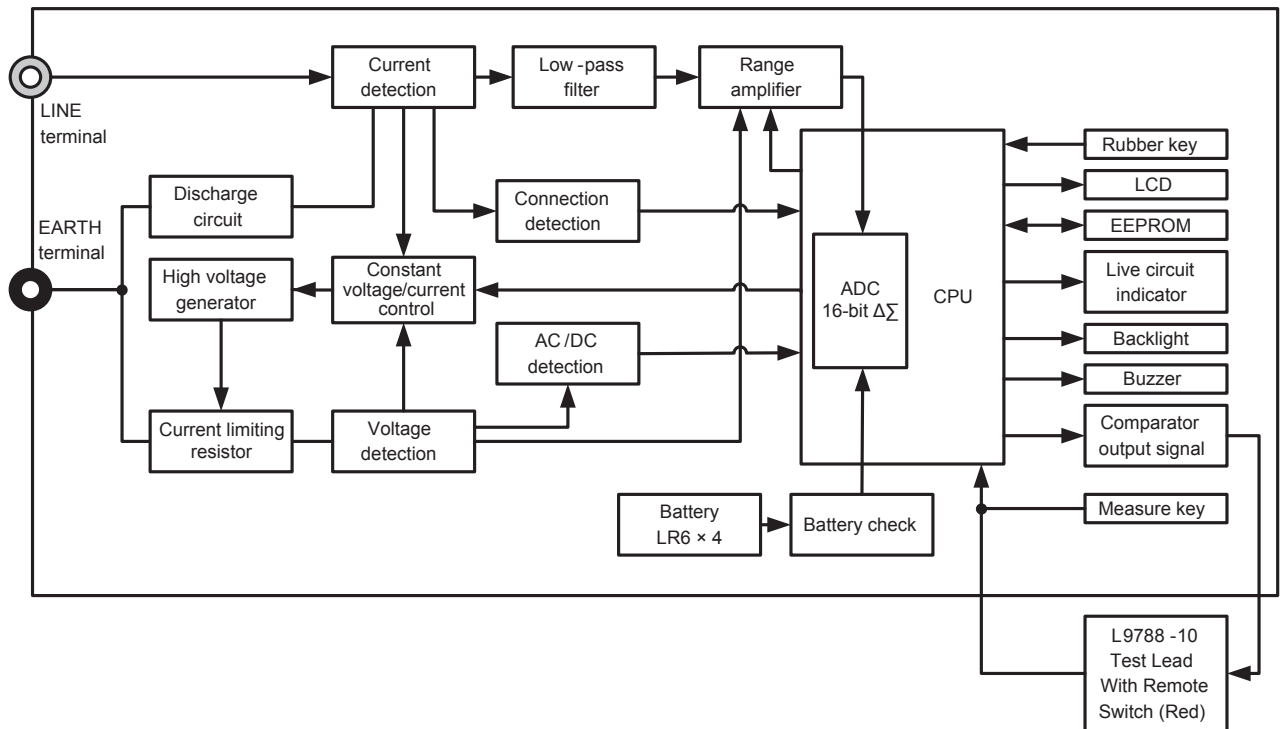 Current
detection
Low -pass
filter
Range
amplifier
LINE
terminal
Rubber key
LCD
Discharge
circuit
Connection
detection
EARTH
terminal
EEPROM
High voltage
generator
Constant
voltage/current
control
ADC
16-bit ΔΣ
CPU
Live circuit
indicator
AC/DC
detection
Backlight
Buzzer
Current limiting
resistor
Voltage
detection
Comparator
output signal
Battery
LR6 × 4
Battery check
Measure key
L9788 -10
Test Lead
With Remote
Switch (Red)